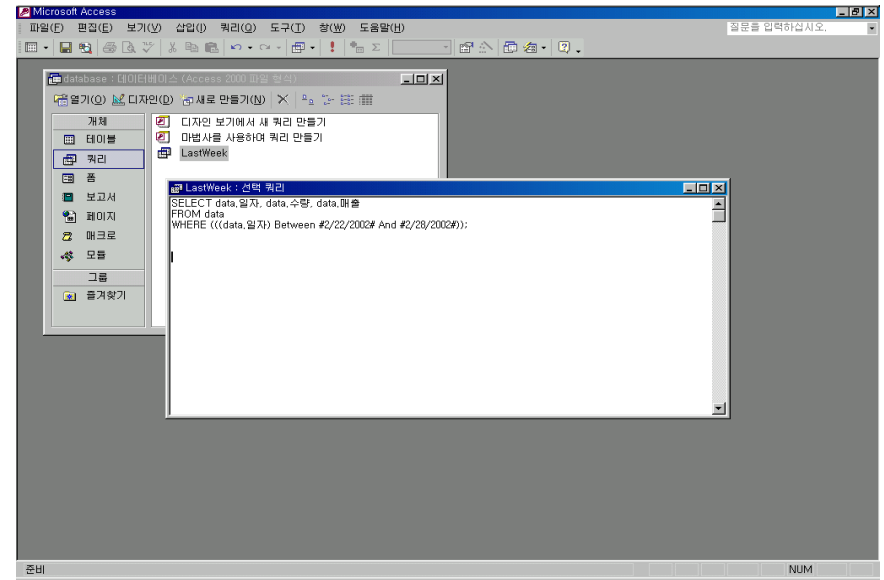 Microsoft Access
파일(F) 편집(E) 보기(V) 삽입(I) 쿼리(Q) 도구(T) 창(W) 도움말(H)
질문을 입력하십시오.
database : 데이터베이스 (Access 2000 파일 형식)
열기(O) 디자인(D) 새로 만들기(N)
개체
테이블
쿼리
폼
보고서
페이지
매크로
모듈
그룹
즐겨찾기
디자인 보기에서 새 쿼리 만들기
마법사를 사용하여 쿼리 만들기
LastWeek
LastWeek : 선택 쿼리
SELECT data.일자, data.수량, data.매출
FROM data
WHERE (((data.일자) Between #2/22/2002# And #2/28/2002#));
준비
NUM